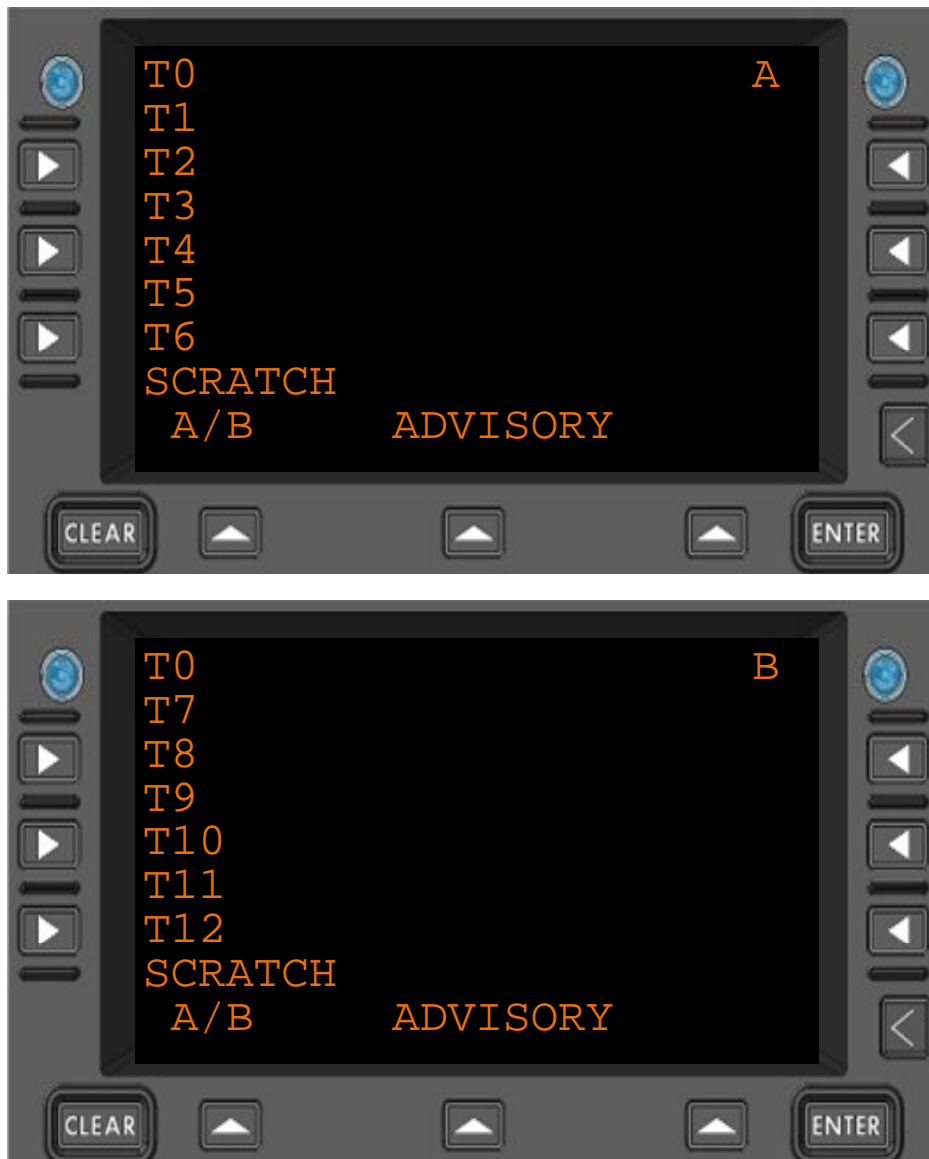 T0 A
T1
T2
T3
T4
T5
T6
SCRATCH
A/B ADVISORY
CLEAR ENTER
T0 B
T7
T8
T9
T10
T11
T12
SCRATCH
A/B ADVISORY
CLEAR ENTER